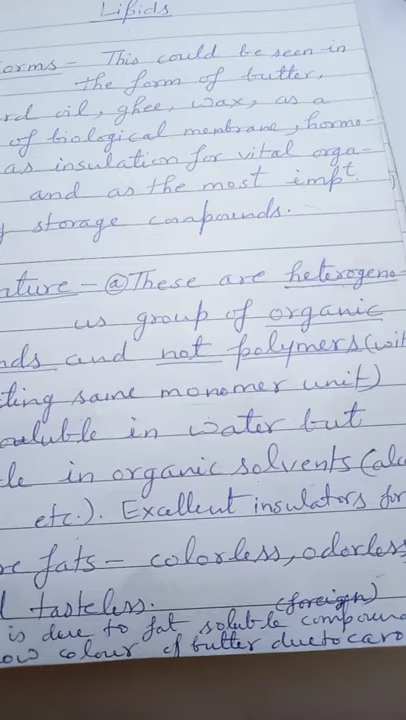 Lipids
orms - This could be seen in
the form of butter,
rd oil, ghee, wax, as a
of biological membrane, hormo-
as insulation for vital orga-
and as the most impt.
y storage compounds.
ature - @ These are heterogeno
us group of organic
nds and not polymers (wit
ting same monomer unit)
soluble in water but
le in organic solvents (alc
etc.). Excellent insulators for
re fats - colorless, odorless
d tasteless.
(foreign)
is due to fat soluble compoun
ow colour of butter due to caro